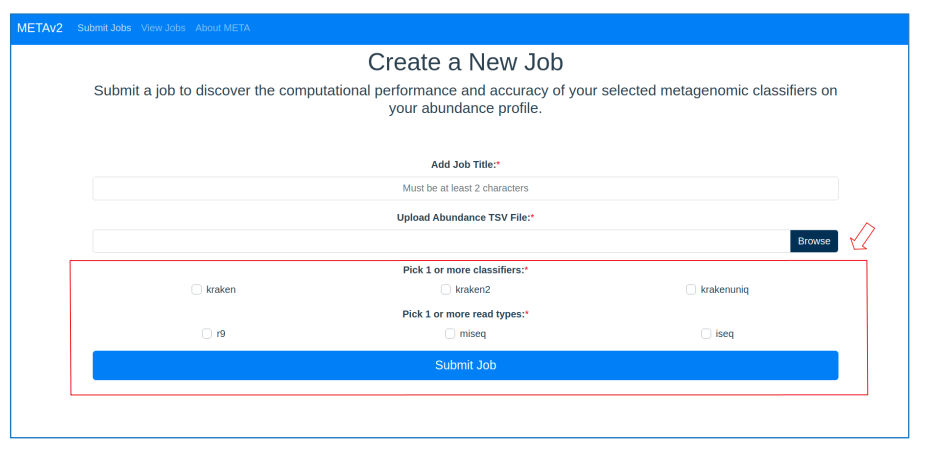 METAv2 Submit Jobs View Jobs About META
Create a New Job
Submit a job to discover the computational performance and accuracy of your selected metagenomic classifiers on
your abundance profile.
Add Job Title:*
Must be at least 2 characters
Upload Abundance TSV File:*
Browse
Pick 1 or more classifiers:*
kraken kraken2 krakenuniq
Pick 1 or more read types:*
r9 miseq iseq
Submit Job